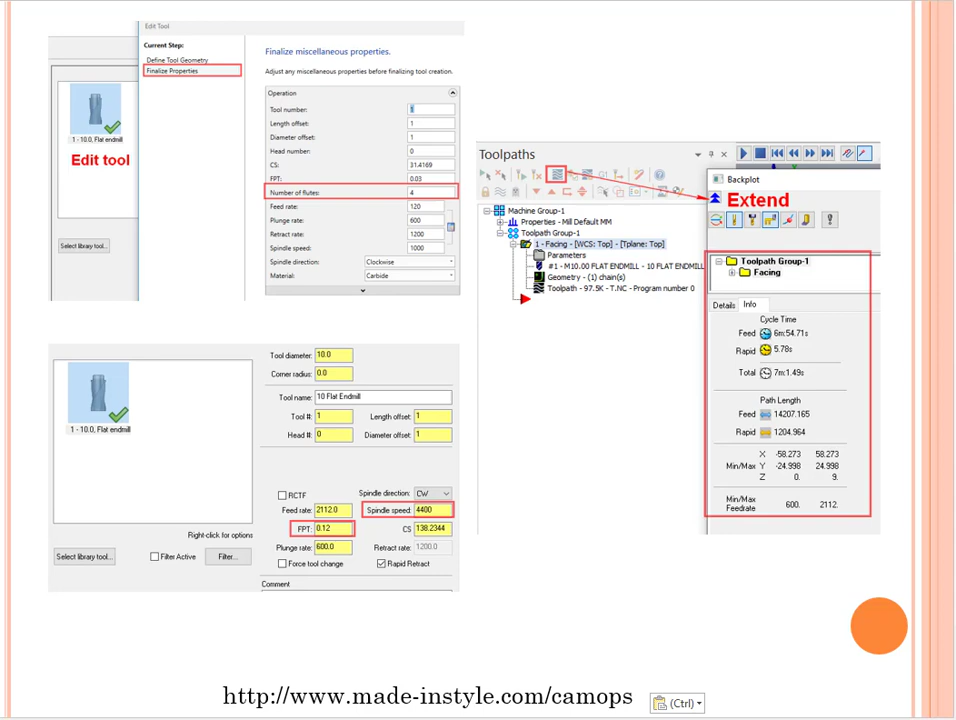 Edit Tool
Current Step:
Define Tool Geometry
Finalize Properties
Finalize miscellaneous properties.
Adjust any miscellaneous properties before finalizing tool creation.
Operation
Tool number:
Length offset: 1
Diameter offset: 1
Head number: 0
CS: 31.4169
FPT: 0.03
Number of flutes: 4
Feed rate: 120
Plunge rate: 600
Retract rate: 1200
Spindle speed: 1000
Spindle direction: Clockwise
Material: Carbide
1 - 10.0, Flat endmill
Edit tool
Select library tool...
Toolpaths
Machine Group-1
Properties - Mill Default MM
Toolpath Group-1
1 - Facing - [WCS: Top] - [Tplane: Top]
Parameters
#1 - M10.00 FLAT ENDMILL - 10 FLAT ENDMILL
Geometry - (1) chain(s)
Toolpath - 97.5K - T.NC - Program number 0
Backplot
Extend
Toolpath Group-1
Facing
Details Info
Cycle Time
Feed 6m:54.71s
Rapid 5.78s
Total 7m:1.49s
Path Length
Feed 14207.165
Rapid 1204.964
X -58.273 58.273
Min/Max Y -24.998 24.998
Z 0. 9.
Min/Max
Feedrate 600. 2112.
1 - 10.0, Flat endmill
Right-click for options
Select library tool...
Filter Active
Filter...
Tool diameter: 10.0
Corner radius: 0.0
Tool name: 10 Flat Endmill
Tool #: 1 Length offset: 1
Head #: 0 Diameter offset: 1
RCTF Spindle direction: CW
Feed rate: 2112.0 Spindle speed: 4400
FPT: 0.12 CS 138.2344
Plunge rate: 600.0 Retract rate: 1200.0
Force tool change Rapid Retract
Comment
http://www.made-instyle.com/camops
(Ctrl)